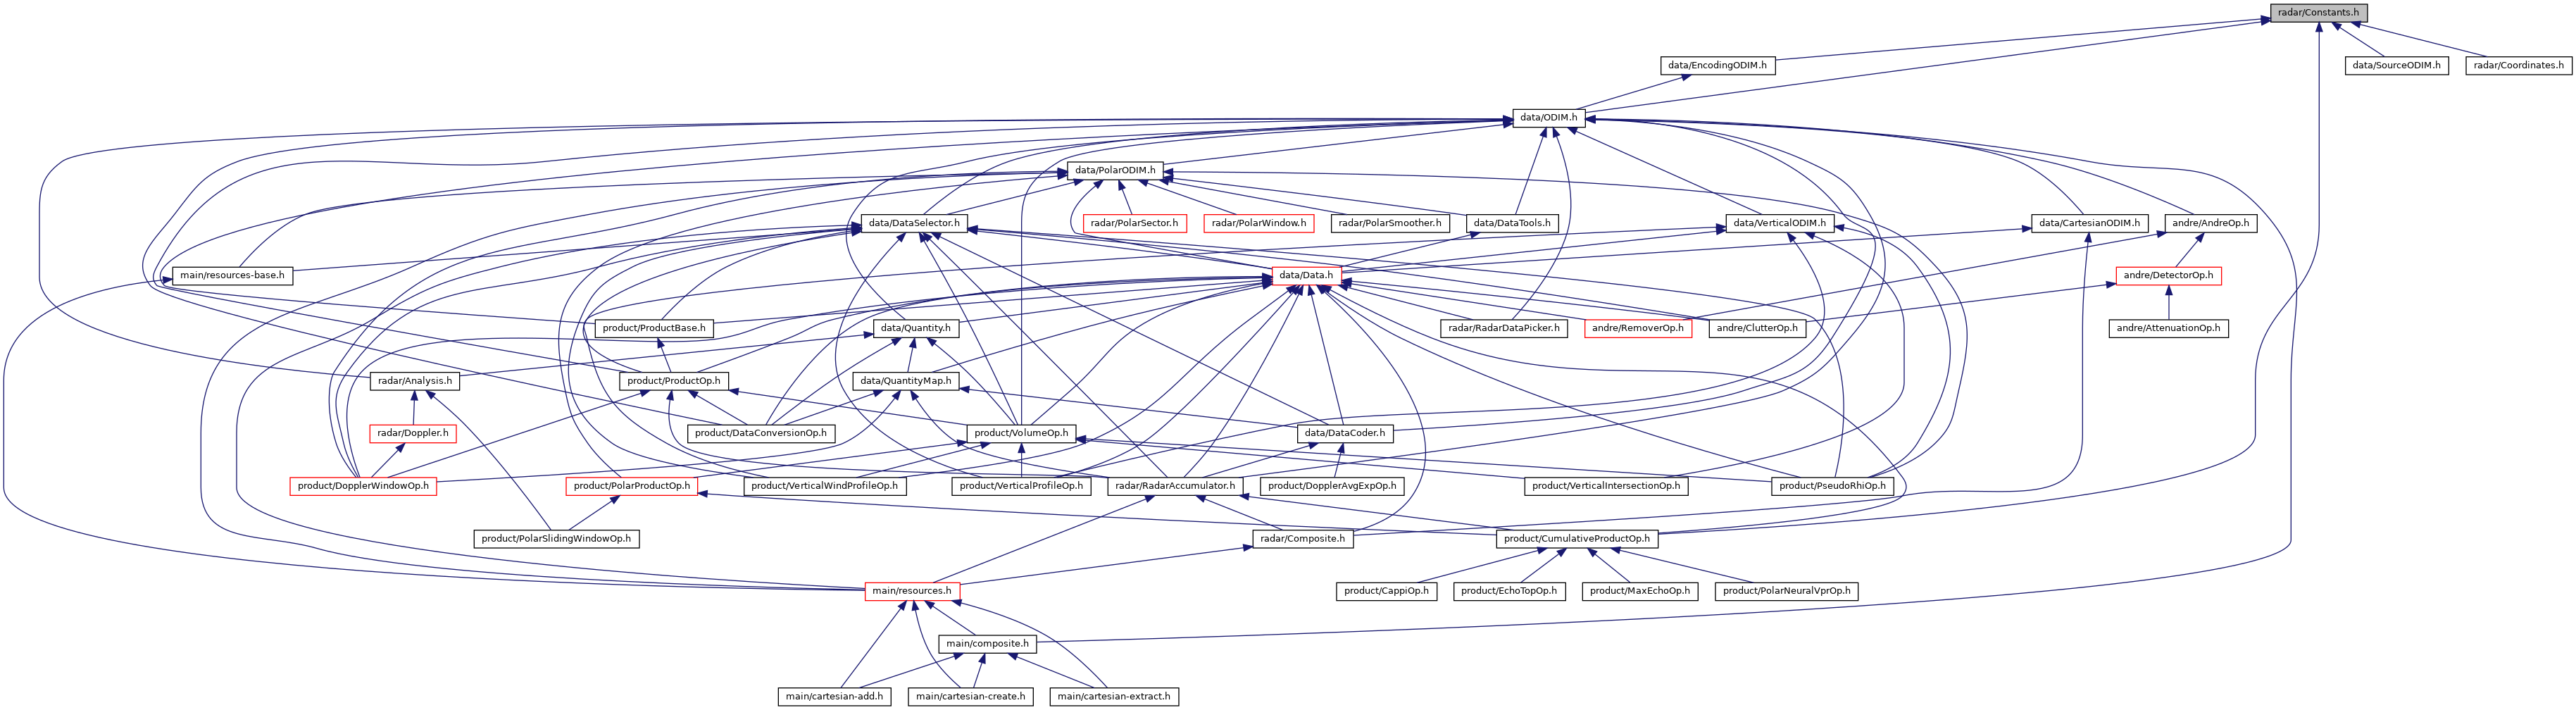 radar/Constants.h
data/EncodingODIM.h
data/SourceODIM.h
radar/Coordinates.h
data/ODIM.h
data/PolarODIM.h
data/DataSelector.h
radar/PolarSector.h
radar/PolarWindow.h
radar/PolarSmoother.h
data/DataTools.h
data/VerticalODIM.h
data/CartesianODIM.h
andre/AndreOp.h
main/resources-base.h
data/Data.h
andre/DetectorOp.h
product/ProductBase.h
data/Quantity.h
radar/RadarDataPicker.h
andre/RemoverOp.h
andre/ClutterOp.h
andre/AttenuationOp.h
radar/Analysis.h
product/ProductOp.h
data/QuantityMap.h
radar/Doppler.h
product/DataConversionOp.h
product/VolumeOp.h
data/DataCoder.h
product/DopplerWindowOp.h
product/PolarProductOp.h
product/VerticalWindProfileOp.h
product/VerticalProfileOp.h
radar/RadarAccumulator.h
product/DopplerAvgExpOp.h
product/VerticalIntersectionOp.h
product/PseudoRhiOp.h
product/PolarSlidingWindowOp.h
radar/Composite.h
product/CumulativeProductOp.h
main/resources.h
product/CappiOp.h
product/EchoTopOp.h
product/MaxEchoOp.h
product/PolarNeuralVprOp.h
main/composite.h
main/cartesian-add.h
main/cartesian-create.h
main/cartesian-extract.h